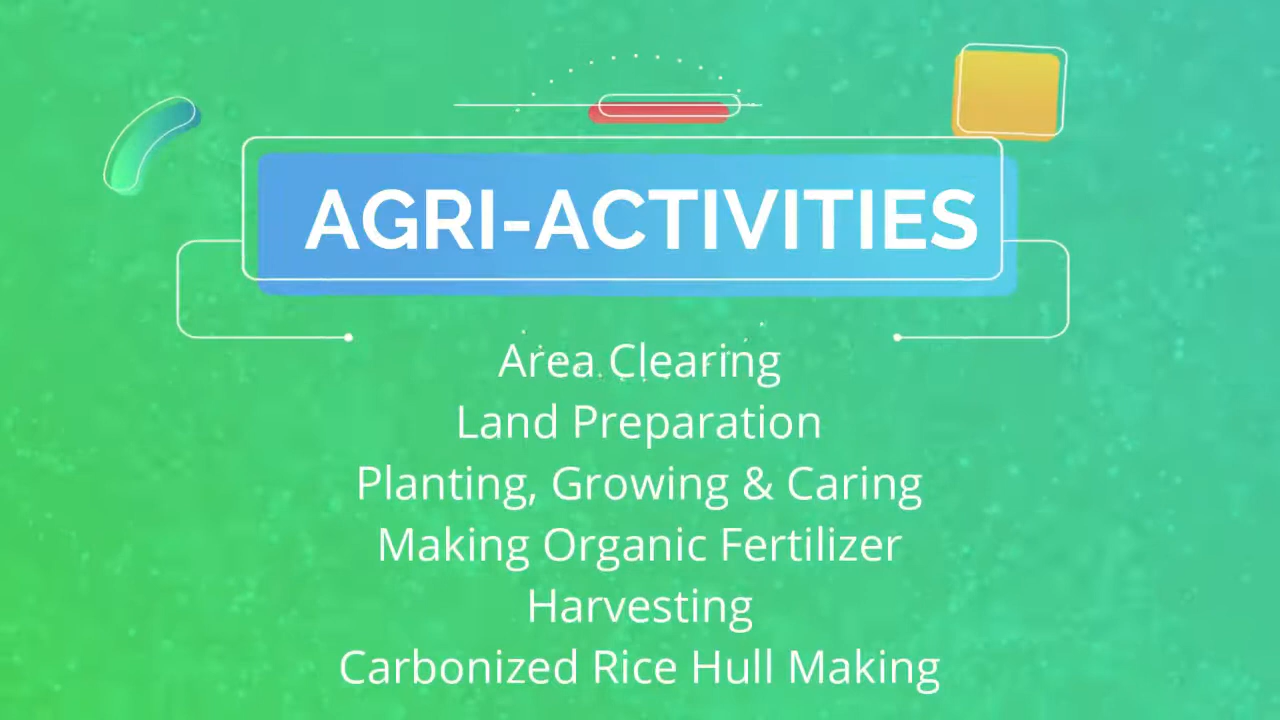 AGRI-ACTIVITIES
Area Clearing
Land Preparation
Planting, Growing & Caring
Making Organic Fertilizer
Harvesting
Carbonized Rice Hull Making